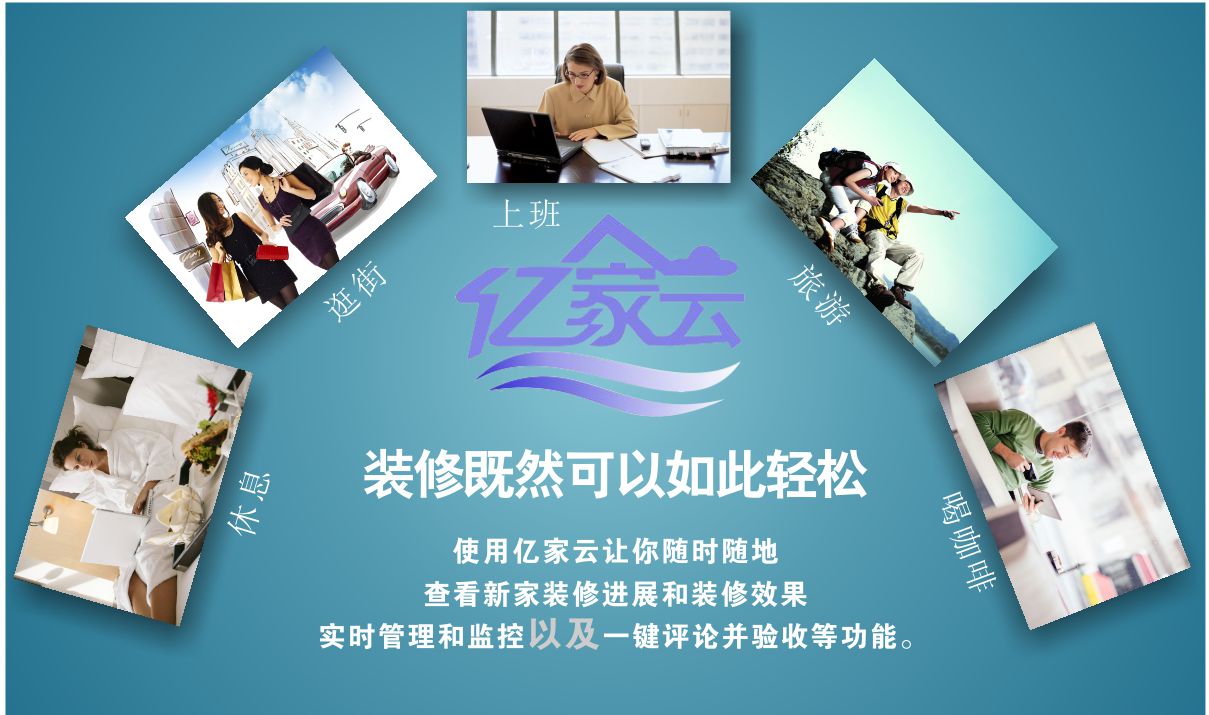 上班
逛街
旅游
休息
喝咖啡
亿家云
装修既然可以如此轻松
使用亿家云让你随时随地
查看新家装修进展和装修效果
实时管理和监控以及一键评论并验收等功能。